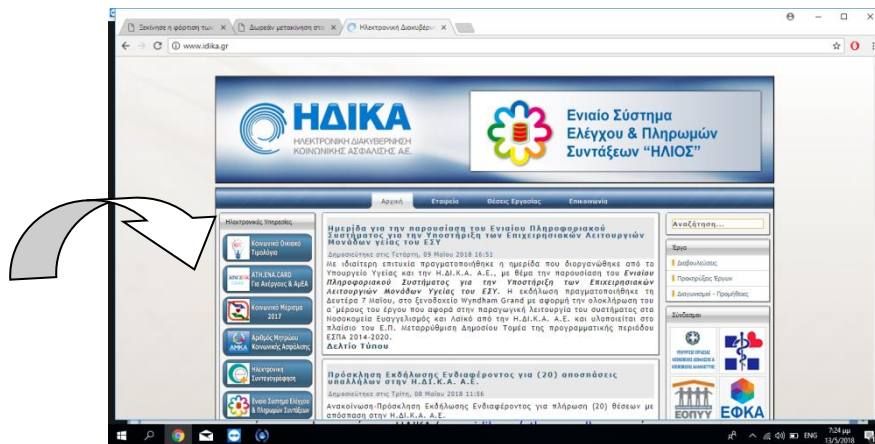 Ξεκίνησε η φόρτιση των
Δωρεάν μετακίνηση στα
Ηλεκτρονική Διακυβέρν
www.idika.gr
ΗΔΙΚΑ
ΗΛΕΚΤΡΟΝΙΚΗ ΔΙΑΚΥΒΕΡΝΗΣΗ
ΚΟΙΝΩΝΙΚΗΣ ΑΣΦΑΛΙΣΗΣ Α.Ε.
Ενιαίο Σύστημα
Ελέγχου & Πληρωμών
Συντάξεων "ΗΛΙΟΣ"
Αρχική Εταιρεία Θέσεις Εργασίας Επικοινωνία
Ηλεκτρονικές Υπηρεσίες
Κοινωνικό Οικιακό
Τιμολόγιο
ATH.ENA.CARD
Για Ανέργους & ΑμΕΑ
Κοινωνικό Μέρισμα
2017
ΑΜΚΑ
Αριθμός Μητρώου
Κοινωνικής Ασφάλισης
Ηλεκτρονική
Συνταγογράφηση
Ενιαίο Σύστημα Ελέγχου
& Πληρωμών Συντάξεων
Ημερίδα για την παρουσίαση του Ενιαίου Πληροφοριακού
Συστήματος για την Υποστήριξη των Επιχειρησιακών Λειτουργιών
Μονάδων γείας του ΕΣΥ
Δημοσιεύτηκε στις Τετάρτη, 09 Μαΐου 2018 16:51
Με ιδιαίτερη επιτυχία πραγματοποιήθηκε η ημερίδα που διοργανώθηκε από το
Υπουργείο Υγείας και την Η.ΔΙ.Κ.Α. Α.Ε., με θέμα την παρουσίαση του Ενιαίου
Πληροφοριακού Συστήματος για την Υποστήριξη των Επιχειρησιακών
Λειτουργιών Μονάδων Υγείας του ΕΣΥ. Η εκδήλωση πραγματοποιήθηκε τη
Δευτέρα 7 Μαΐου, στο ξενοδοχείο Wyndham Grand με αφορμή την ολοκλήρωση του
α΄μέρους του έργου που αφορά στην παραγωγική λειτουργία του συστήματος στα
Νοσοκομεία Ευαγγελισμός και Λαϊκό από την Η.ΔΙ.Κ.Α. Α.Ε. και υλοποιείται στο
πλαίσιο του Ε.Π. Μεταρρύθμιση Δημοσίου Τομέα της προγραμματικής περιόδου
ΕΣΠΑ 2014-2020.
Δελτίο Τύπου
Πρόσκληση Εκδήλωσης Ενδιαφέροντος για (20) αποσπάσεις
υπαλλήλων στην Η.ΔΙ.Κ.Α. Α.Ε.
Δημοσιεύτηκε στις Τρίτη, 08 Μαΐου 2018 11:56
Ανακοίνωση-Πρόσκληση Εκδήλωσης Ενδιαφέροντος για πλήρωση (20) θέσεων με
απόσπαση στην Η.ΔΙ.Κ.Α. Α.Ε.
Αναζήτηση...
Έργα
Διαβουλεύσεις
Προκηρύξεις Έργων
Διαγωνισμοί - Προμήθειες
Σύνδεσμοι
ΕΟΠΥΥ
ΕΦΚΑ
ENG
7:24 μμ
13/5/2018